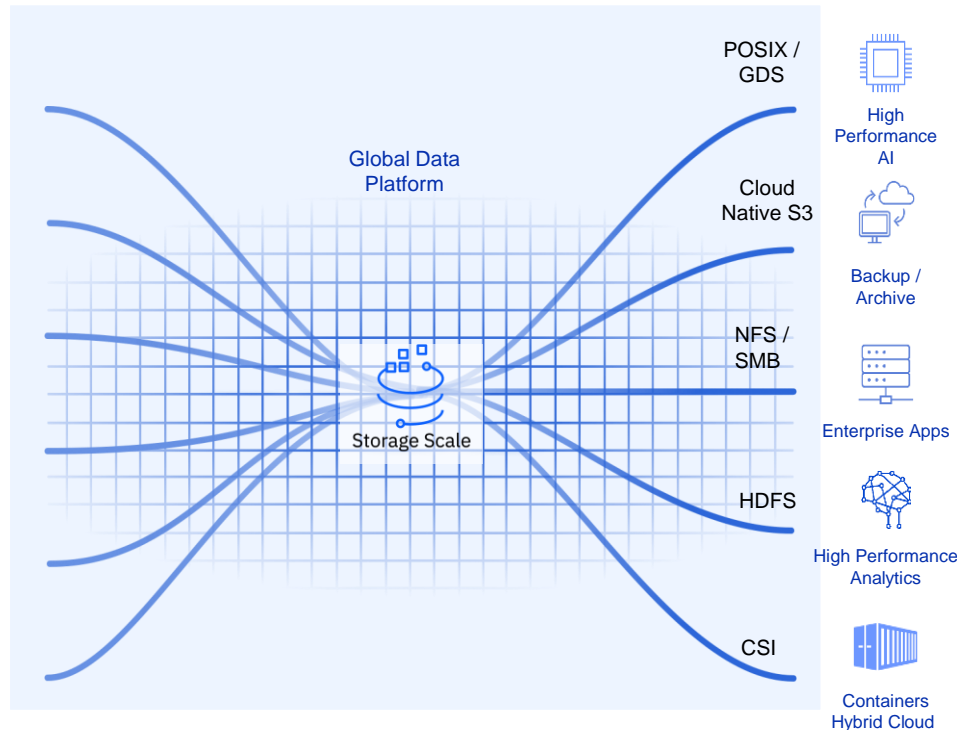 POSIX /
GDS
High
Performance
AI
Global Data
Platform
Cloud
Native S3
Backup /
Archive
NFS /
SMB
Storage Scale
Enterprise Apps
HDFS
High Performance
Analytics
CSI
Containers
Hybrid Cloud